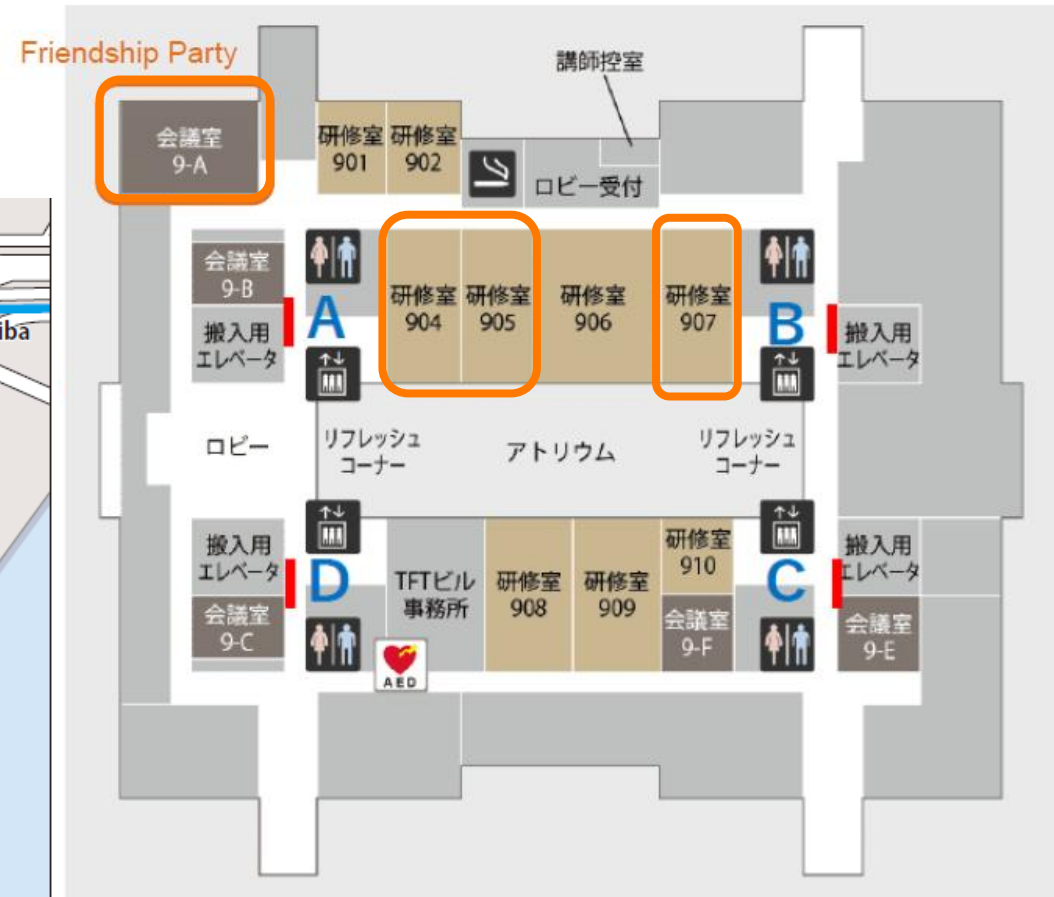 Friendship Party
講師控室
会議室
9-A
研修室
901
研修室
902
ロビー受付
会議室
9-B
搬入用
エレベータ
A
研修室
904
研修室
905
研修室
906
研修室
907
B
搬入用
エレベータ
iba
ロビー
リフレッシュ
コーナー
アトリウム
リフレッシュ
コーナー
搬入用
エレベータ
会議室
9-C
D
TFTビル
事務所
研修室
908
研修室
909
研修室
910
会議室
9-F
C
搬入用
エレベータ
会議室
9-E
AED